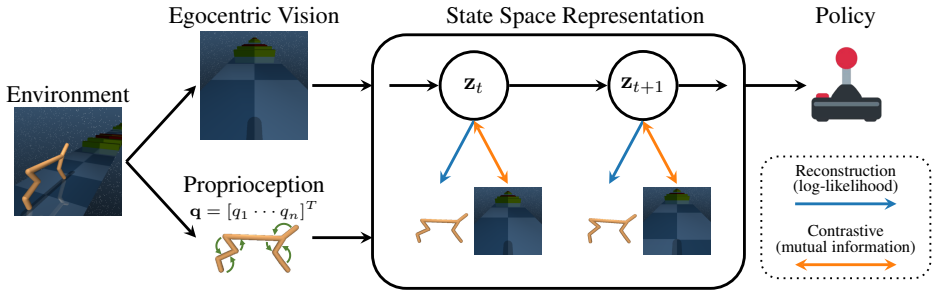 Egocentric Vision
State Space Representation
Policy
Environment
z_t
z_{t+1}
Proprioception
q = [q_1 ⋯ q_n]^T
Reconstruction
(log-likelihood)
Contrastive
(mutual information)